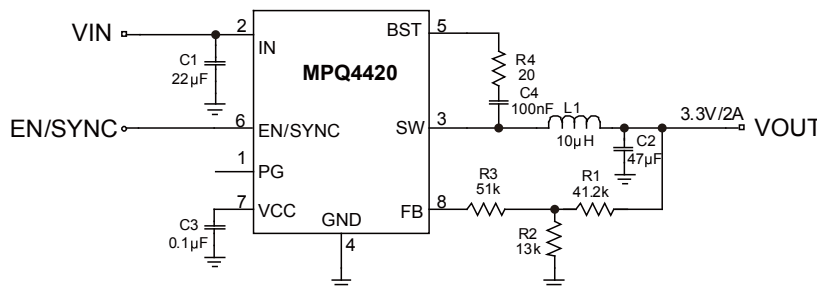 VIN
2
IN
C1
22µF
MPQ4420
BST
5
R4
20
C4
100nF
EN/SYNC
6
EN/SYNC
SW
3
L1
10µH
3.3V/2A
VOUT
C2
47µF
1
PG
7
VCC
C3
0.1µF
GND
4
FB
8
R3
51k
R1
41.2k
R2
13k